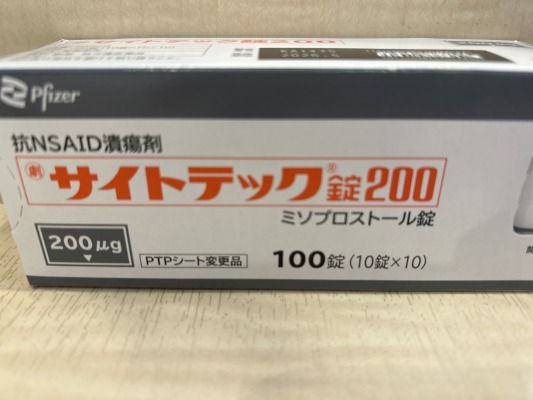 Pfizer
抗NSAID潰瘍剤
劇 サイトテック®錠200
ミソプロストール錠
200μg
PTPシート変更品
100錠(10錠×10)